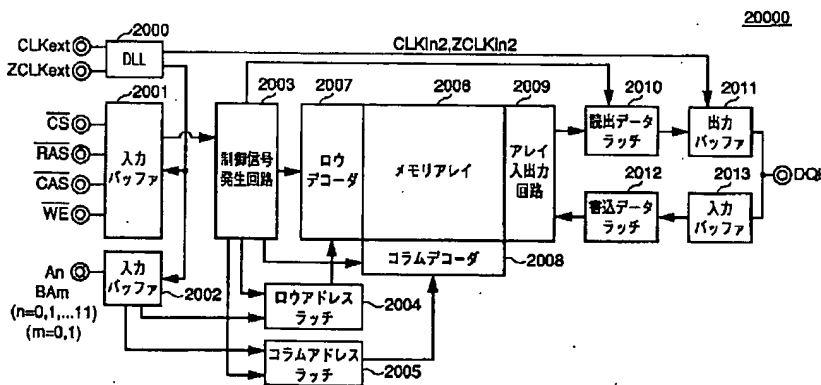 20000
CLKext
ZCLKext
2000
DLL
CLKin2,ZCLKin2
2001
CS
RAS
CAS
WE
入力
バッファ
2003
制御信号
発生回路
2007
ロウ
デコーダ
2008
メモリアレイ
2009
アレイ
入出力
回路
2010
読出データ
ラッチ
2011
出力
バッファ
DQ8
2012
書込データ
ラッチ
2013
入力
バッファ
コラムデコーダ
2008
An
BAm
(n=0,1,...11)
(m=0,1)
入力
バッファ
2002
ロウアドレス
ラッチ
2004
コラムアドレス
ラッチ
2005